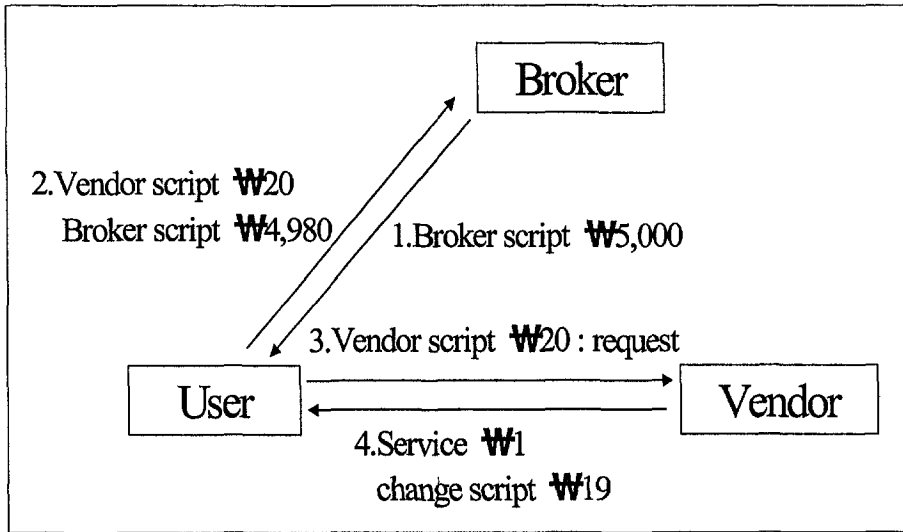 Broker
2.Vendor script ₩20
Broker script ₩4,980
1.Broker script ₩5,000
3.Vendor script ₩20 : request
User
Vendor
4.Service ₩1
change script ₩19